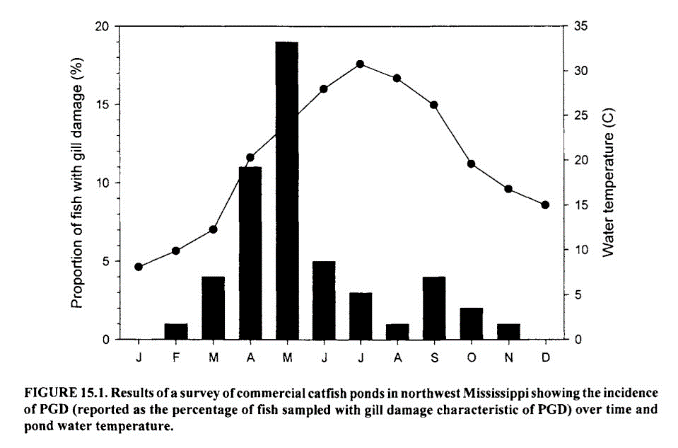 20
15
10
5
0
Proportion of fish with gill damage (%)
35
30
25
20
15
10
5
0
Water temperature (C)
J F M A M J J A S O N D
FIGURE 15.1. Results of a survey of commercial catfish ponds in northwest Mississippi showing the incidence
of PGD (reported as the percentage of fish sampled with gill damage characteristic of PGD) over time and
pond water temperature.